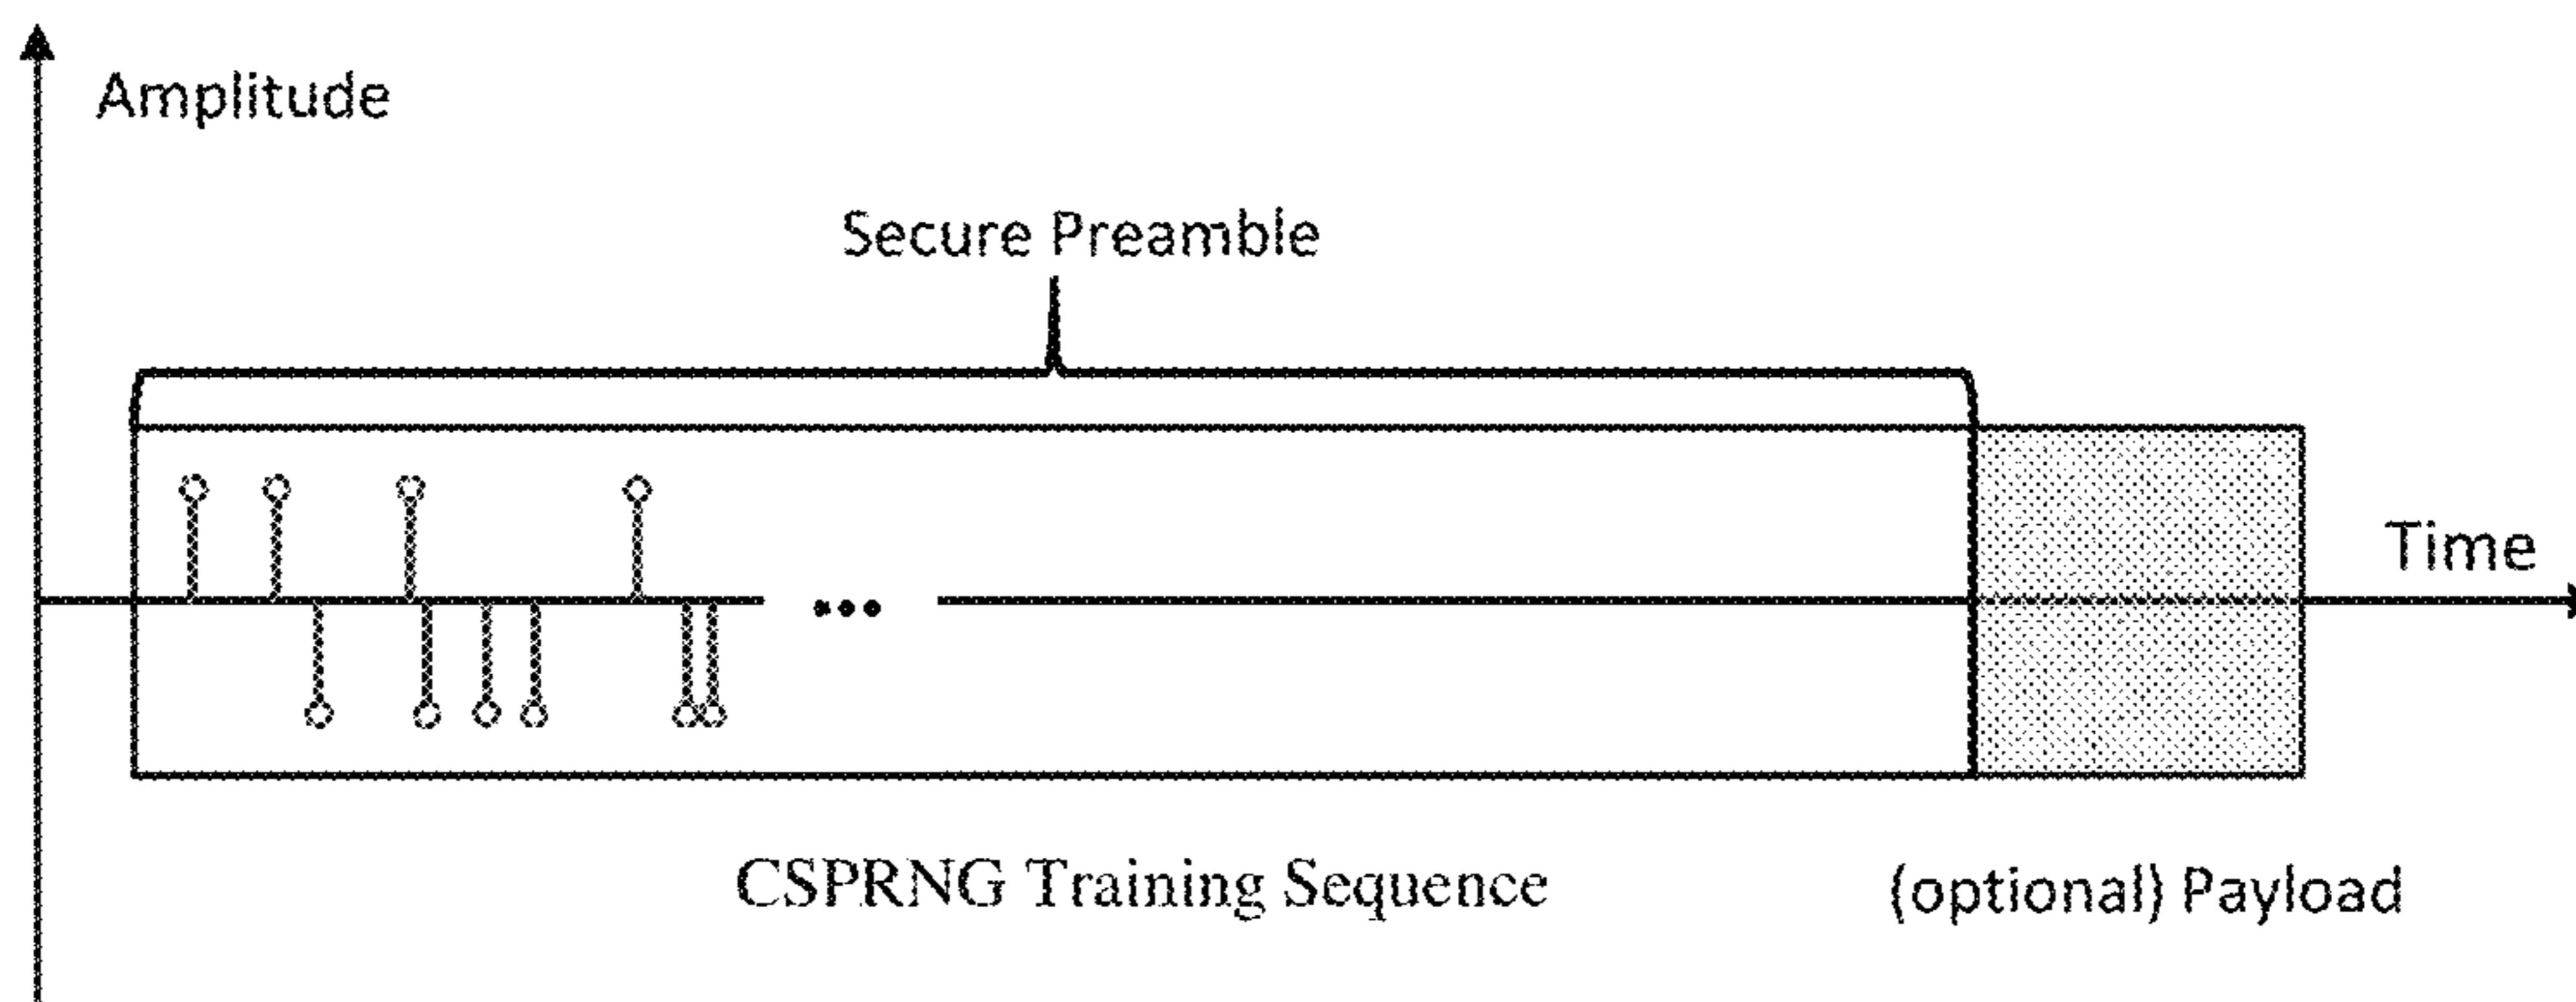 Amplitude
Secure Preamble
Time
•••
CSPRNG Training Sequence
(optional) Payload